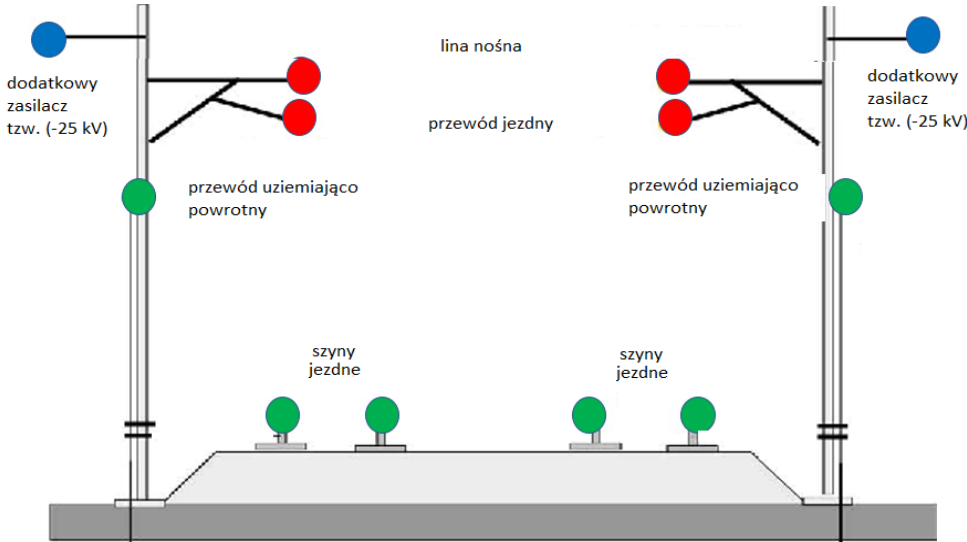 lina nośna
dodatkowy
zasilacz
tzw. (-25 kV)
dodatkowy
zasilacz
tzw. (-25 kV)
przewód jezdny
przewód uziemiająco
powrotny
przewód uziemiająco
powrotny
szyny
jezdne
szyny
jezdne